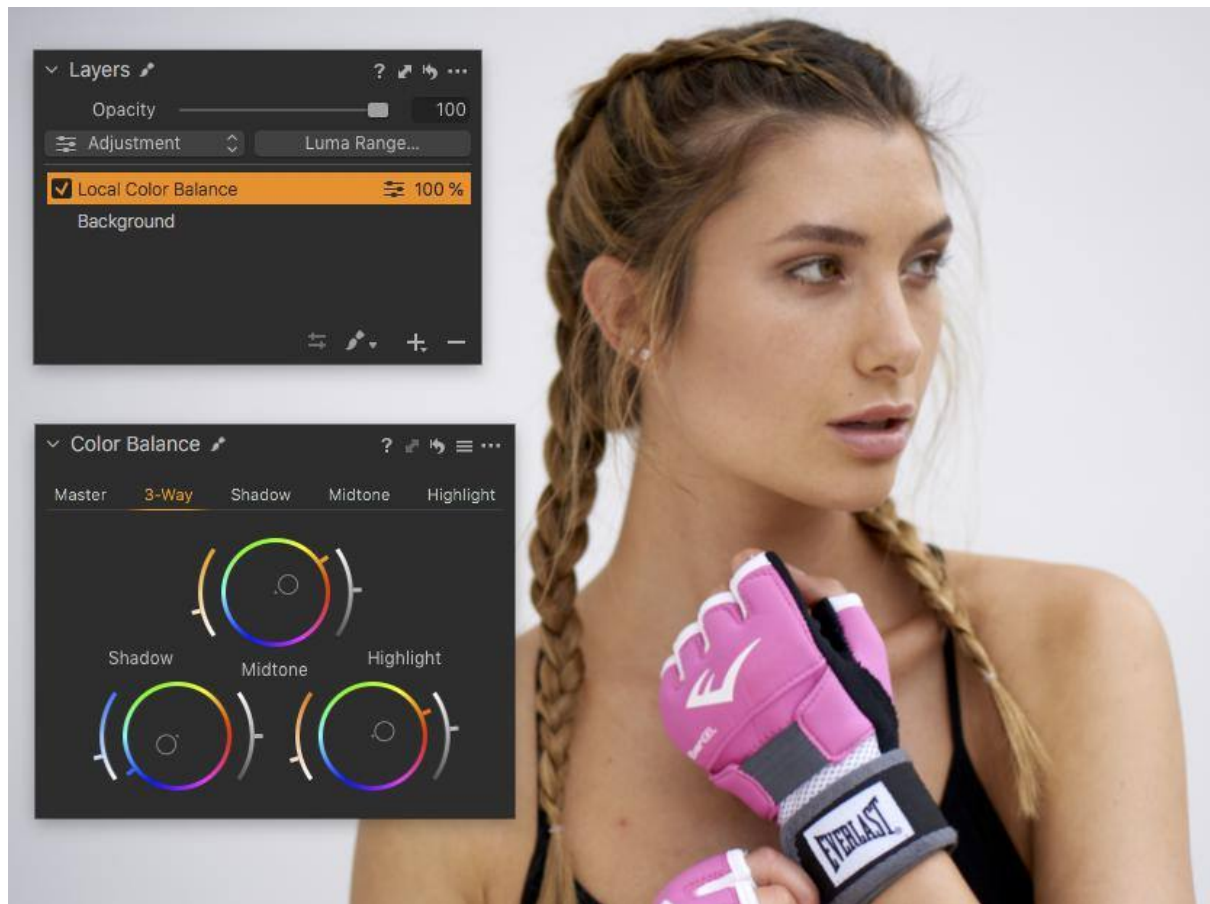 Layers
Opacity 100
Adjustment Luma Range...
Local Color Balance 100 %
Background
Color Balance
Master 3-Way Shadow Midtone Highlight
Shadow Midtone Highlight
EVERLAST